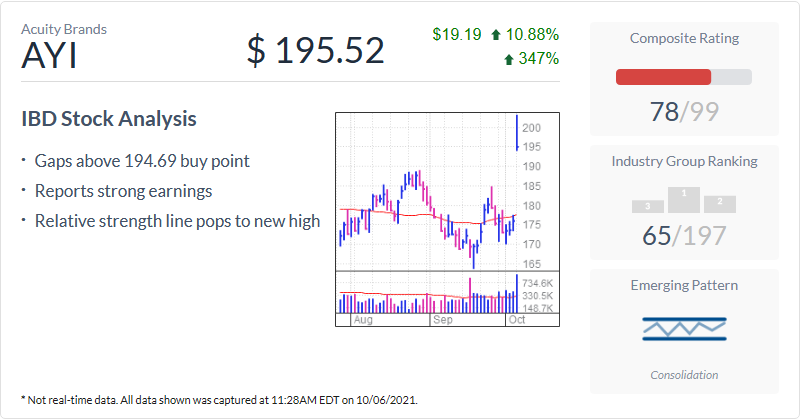 Acuity Brands
AYI
$ 195.52
$19.19 10.88%
347%
IBD Stock Analysis
· Gaps above 194.69 buy point
· Reports strong earnings
· Relative strength line pops to new high
200
195
190
185
180
175
170
165
734.6K
330.5K
148.7K
Aug Sep Oct
Composite Rating
78/99
Industry Group Ranking
3 1 2
65/197
Emerging Pattern
Consolidation
* Not real-time data. All data shown was captured at 11:28AM EDT on 10/06/2021.